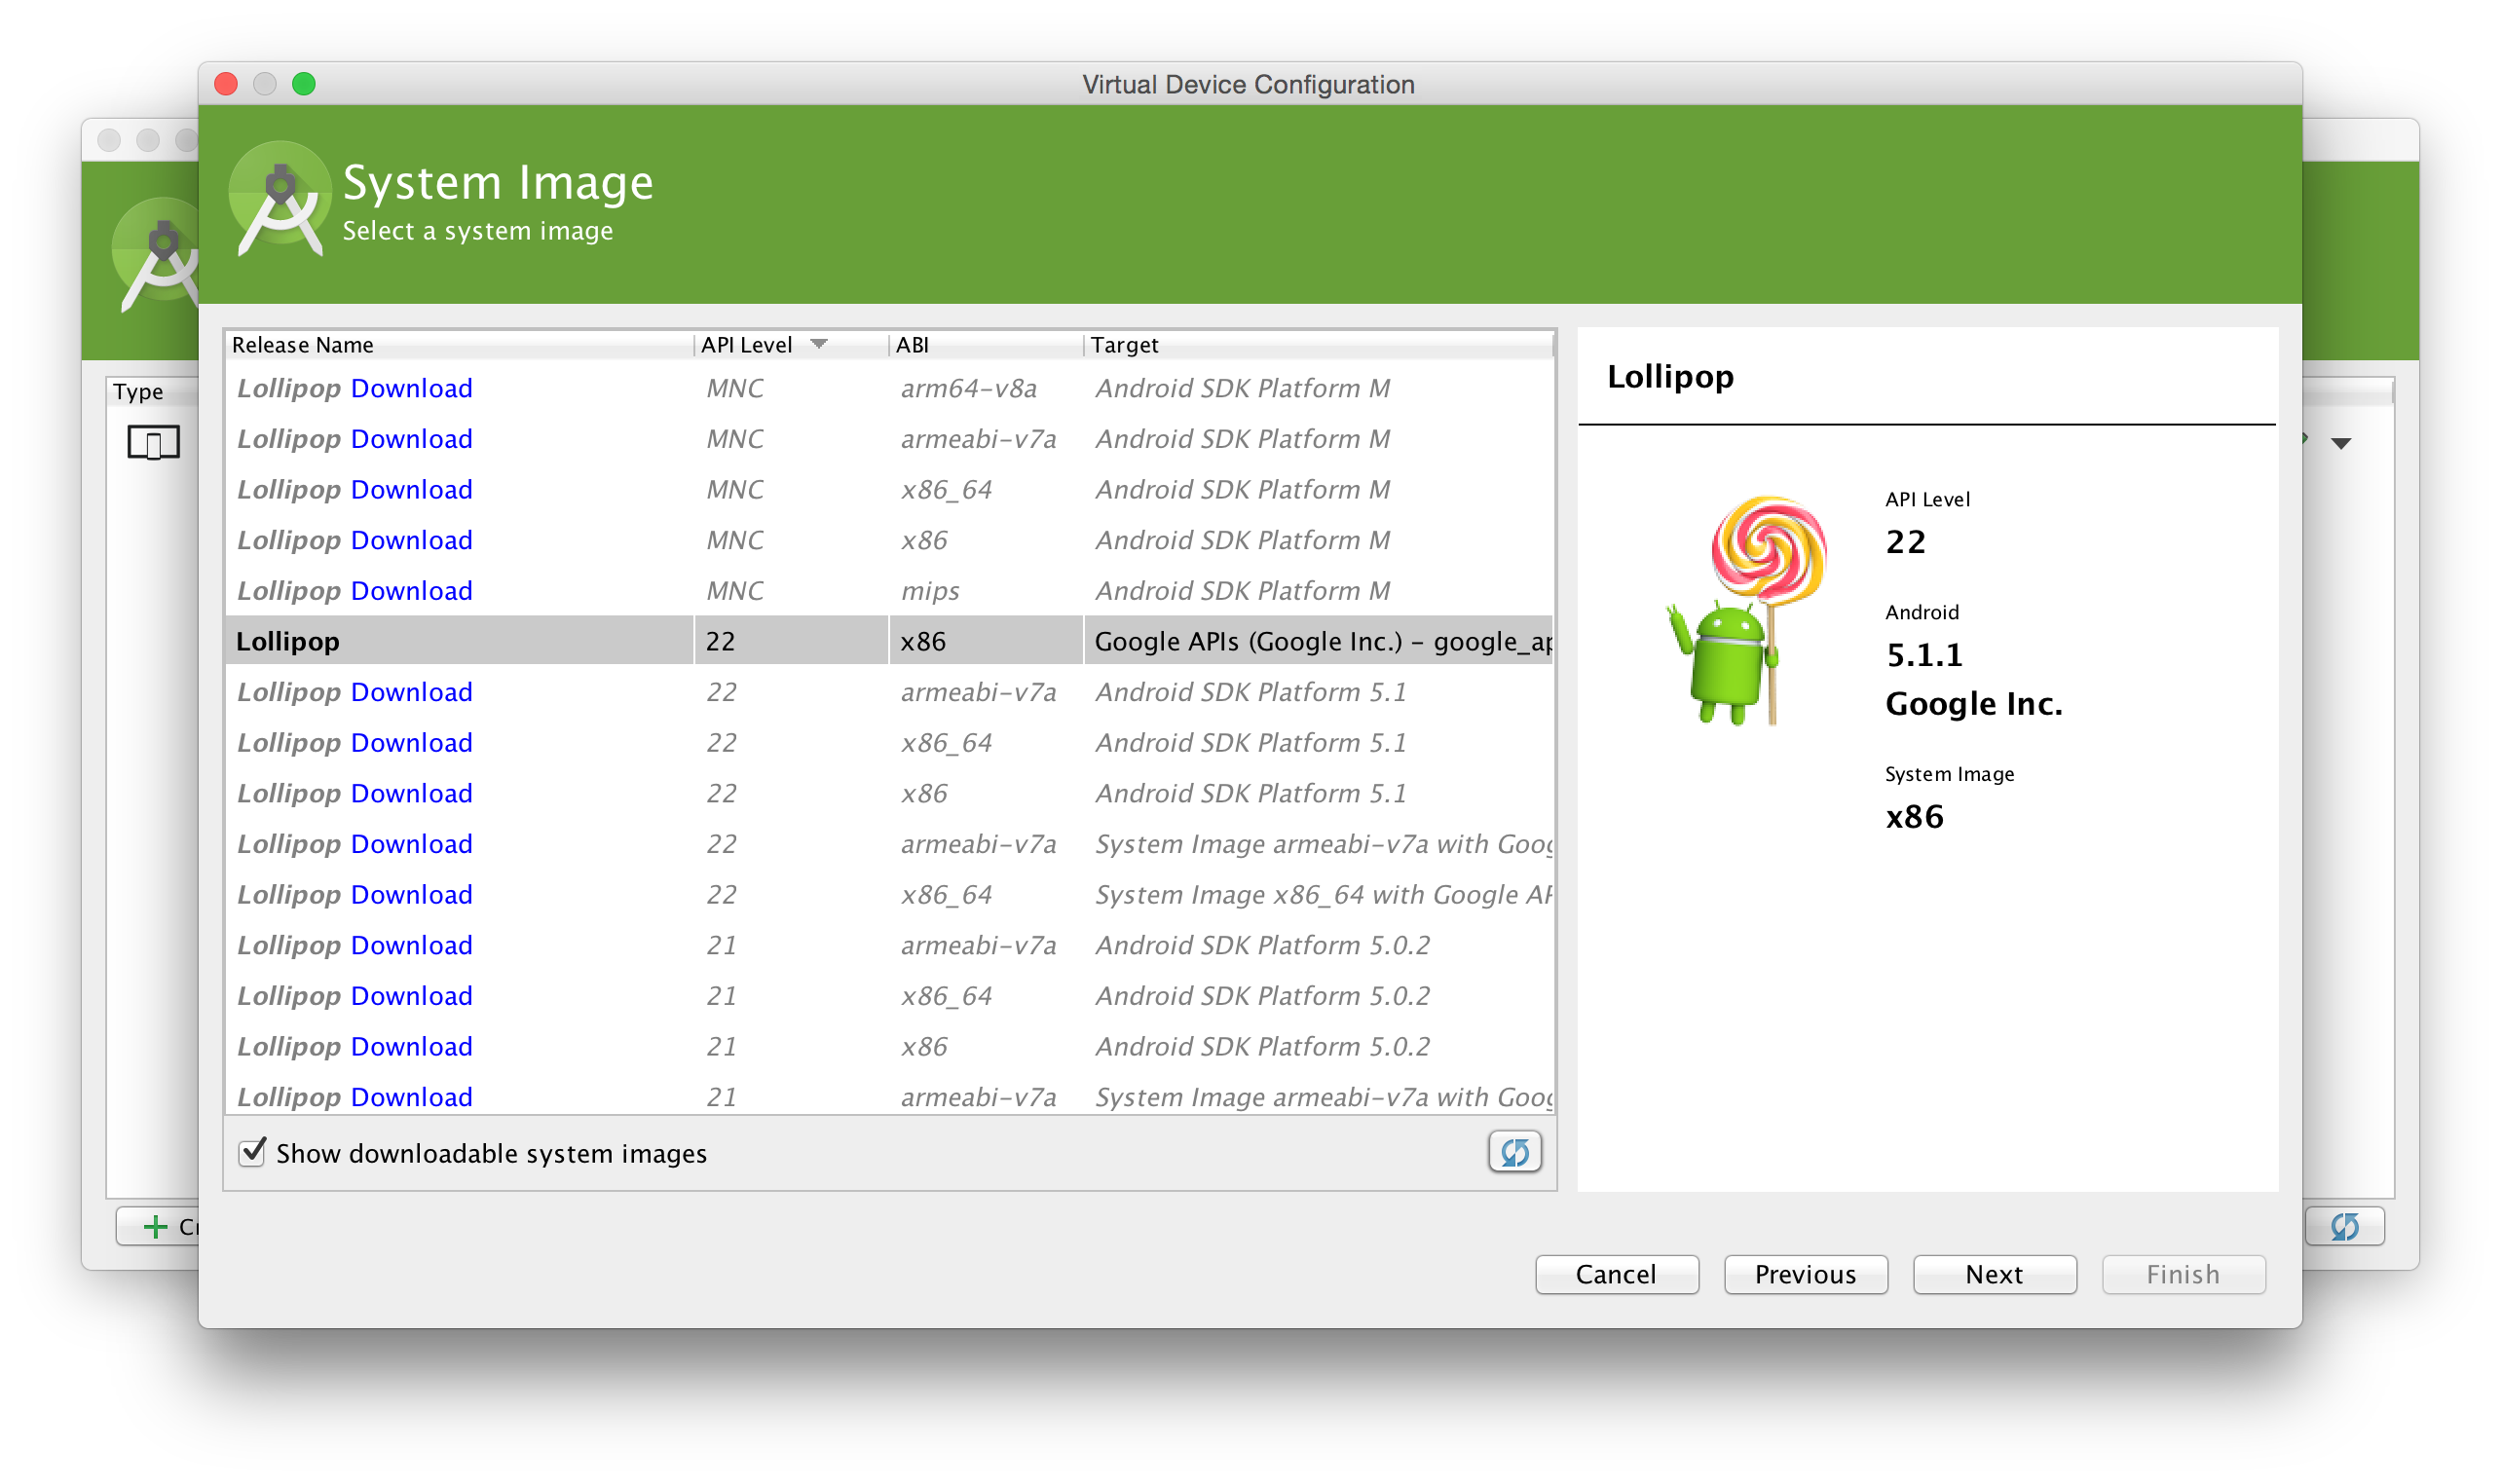 Virtual Device Configuration
System Image
Select a system image
Type
Release Name API Level ABI Target
Lollipop Download MNC arm64-v8a Android SDK Platform M
Lollipop Download MNC armeabi-v7a Android SDK Platform M
Lollipop Download MNC x86_64 Android SDK Platform M
Lollipop Download MNC x86 Android SDK Platform M
Lollipop Download MNC mips Android SDK Platform M
Lollipop 22 x86 Google APIs (Google Inc.) - google_ap
Lollipop Download 22 armeabi-v7a Android SDK Platform 5.1
Lollipop Download 22 x86_64 Android SDK Platform 5.1
Lollipop Download 22 x86 Android SDK Platform 5.1
Lollipop Download 22 armeabi-v7a System Image armeabi-v7a with Goog
Lollipop Download 22 x86_64 System Image x86_64 with Google AP
Lollipop Download 21 armeabi-v7a Android SDK Platform 5.0.2
Lollipop Download 21 x86_64 Android SDK Platform 5.0.2
Lollipop Download 21 x86 Android SDK Platform 5.0.2
Lollipop Download 21 armeabi-v7a System Image armeabi-v7a with Goog
Show downloadable system images
Lollipop
API Level
22
Android
5.1.1
Google Inc.
System Image
x86
Cr
Cancel Previous Next Finish